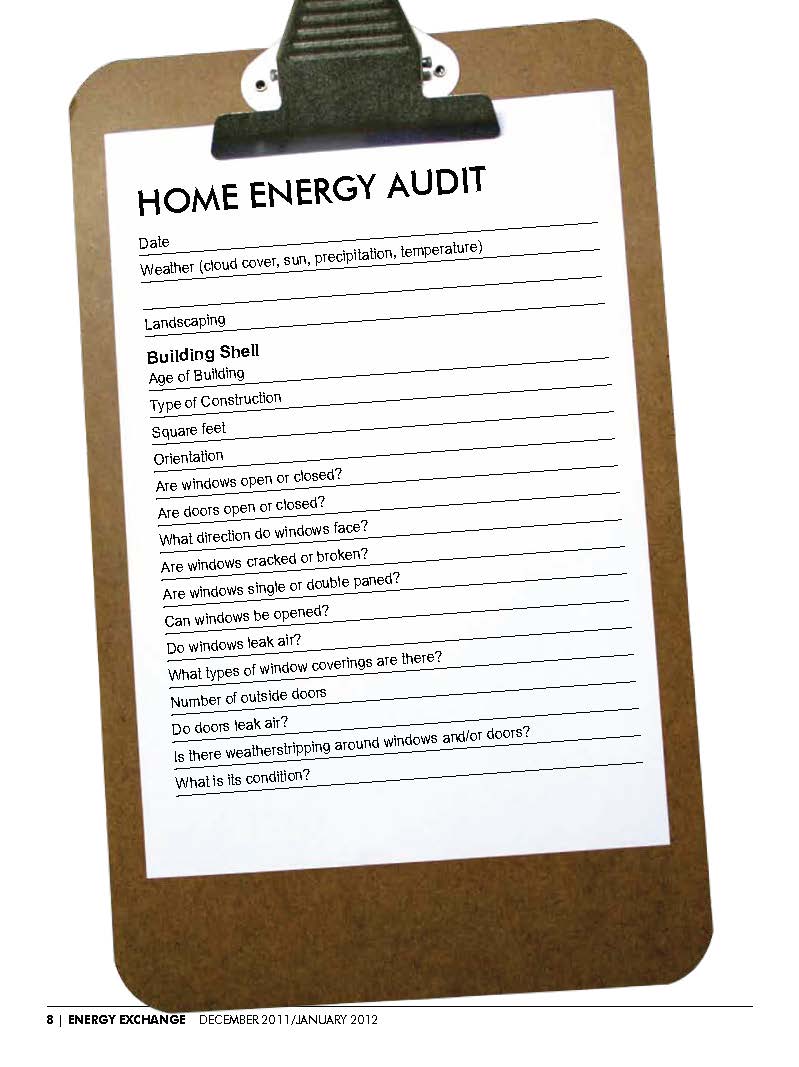 HOME ENERGY AUDIT
Date
Weather (cloud cover, sun, precipitation, temperature)
Landscaping
Building Shell
Age of Building
Type of Construction
Square feet
Orientation
Are windows open or closed?
Are doors open or closed?
What direction do windows face?
Are windows cracked or broken?
Are windows single or double paned?
Can windows be opened?
Do windows leak air?
What types of window coverings are there?
Number of outside doors
Do doors leak air?
Is there weatherstripping around windows and/or doors?
What is its condition?
8 | ENERGY EXCHANGE DECEMBER 2011/JANUARY 2012